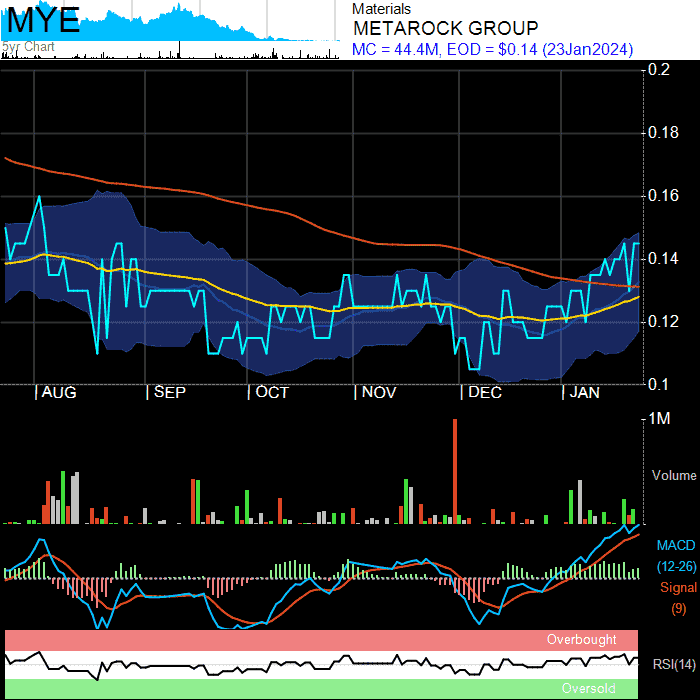 MYE
5yr Chart
Materials
METAROCK GROUP
MC = 44.4M, EOD = $0.14 (23Jan2024)
0.2
0.18
0.16
0.14
0.12
0.1
| AUG | SEP | OCT | NOV | DEC | JAN
1M
Volume
MACD
(12-26)
Signal
(9)
Overbought
RSI(14)
Oversold